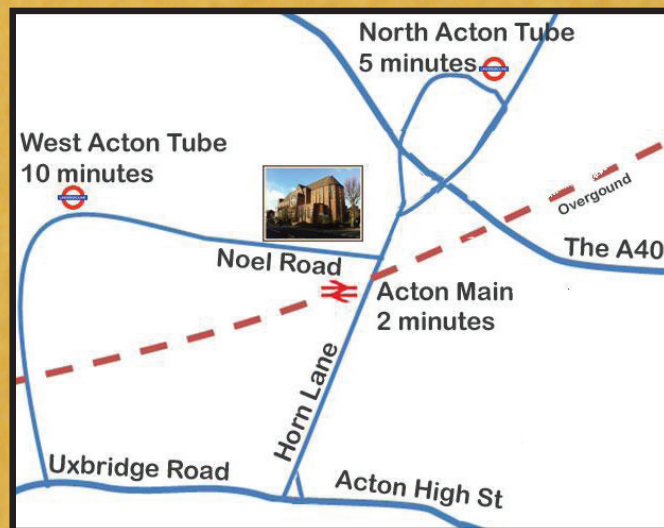 North Acton Tube
5 minutes
West Acton Tube
10 minutes
Overgound
Noel Road
The A40
Acton Main
2 minutes
Horn Lane
Uxbridge Road
Acton High St